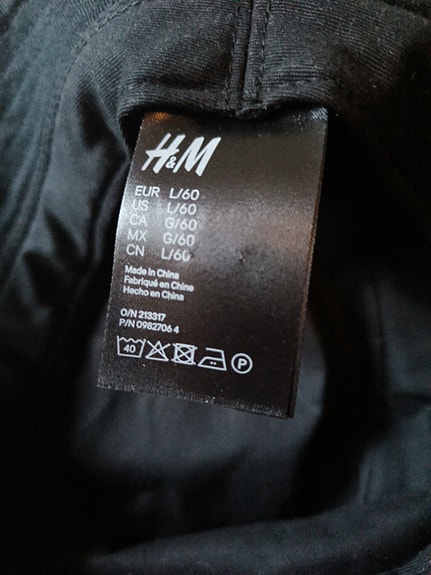 H&M
EUR L/60
US L/60
CA G/60
MX G/60
CN L/60
Made in China
Fabriqué en Chine
Hecho en China
O/N 213317
P/N 0982706 4
40 P